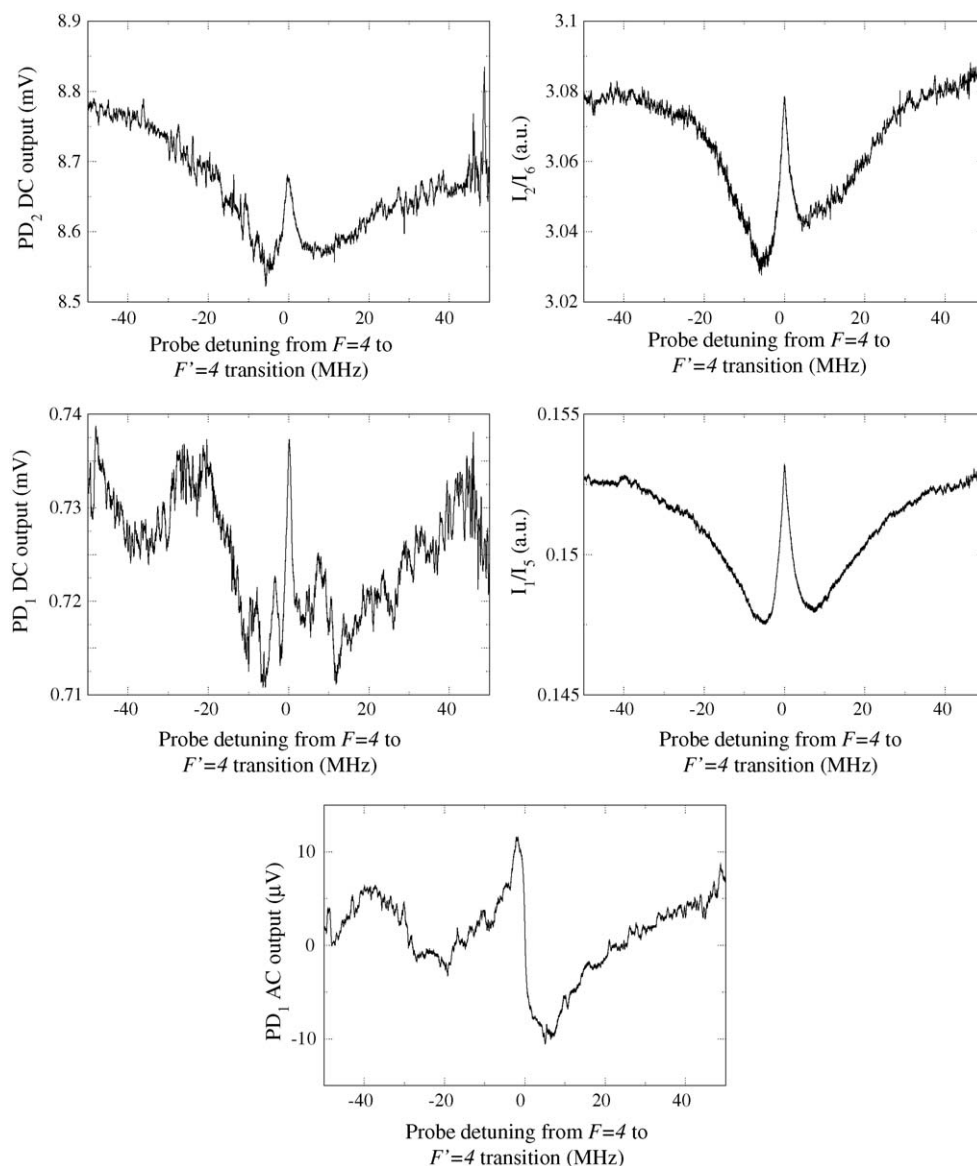 8.9
8.8
8.7
8.6
8.5
PD2 DC output (mV)
-40 -20 0 20 40
Probe detuning from F=4 to
F'=4 transition (MHz)
3.1
3.08
3.06
3.04
3.02
I2/I6 (a.u.)
-40 -20 0 20 40
Probe detuning from F=4 to
F'=4 transition (MHz)
0.74
0.73
0.72
0.71
PD1 DC output (mV)
-40 -20 0 20 40
Probe detuning from F=4 to
F'=4 transition (MHz)
0.155
0.15
0.145
I1/I5 (a.u.)
-40 -20 0 20 40
Probe detuning from F=4 to
F'=4 transition (MHz)
10
0
-10
PD1 AC output (μV)
-40 -20 0 20 40
Probe detuning from F=4 to
F'=4 transition (MHz)